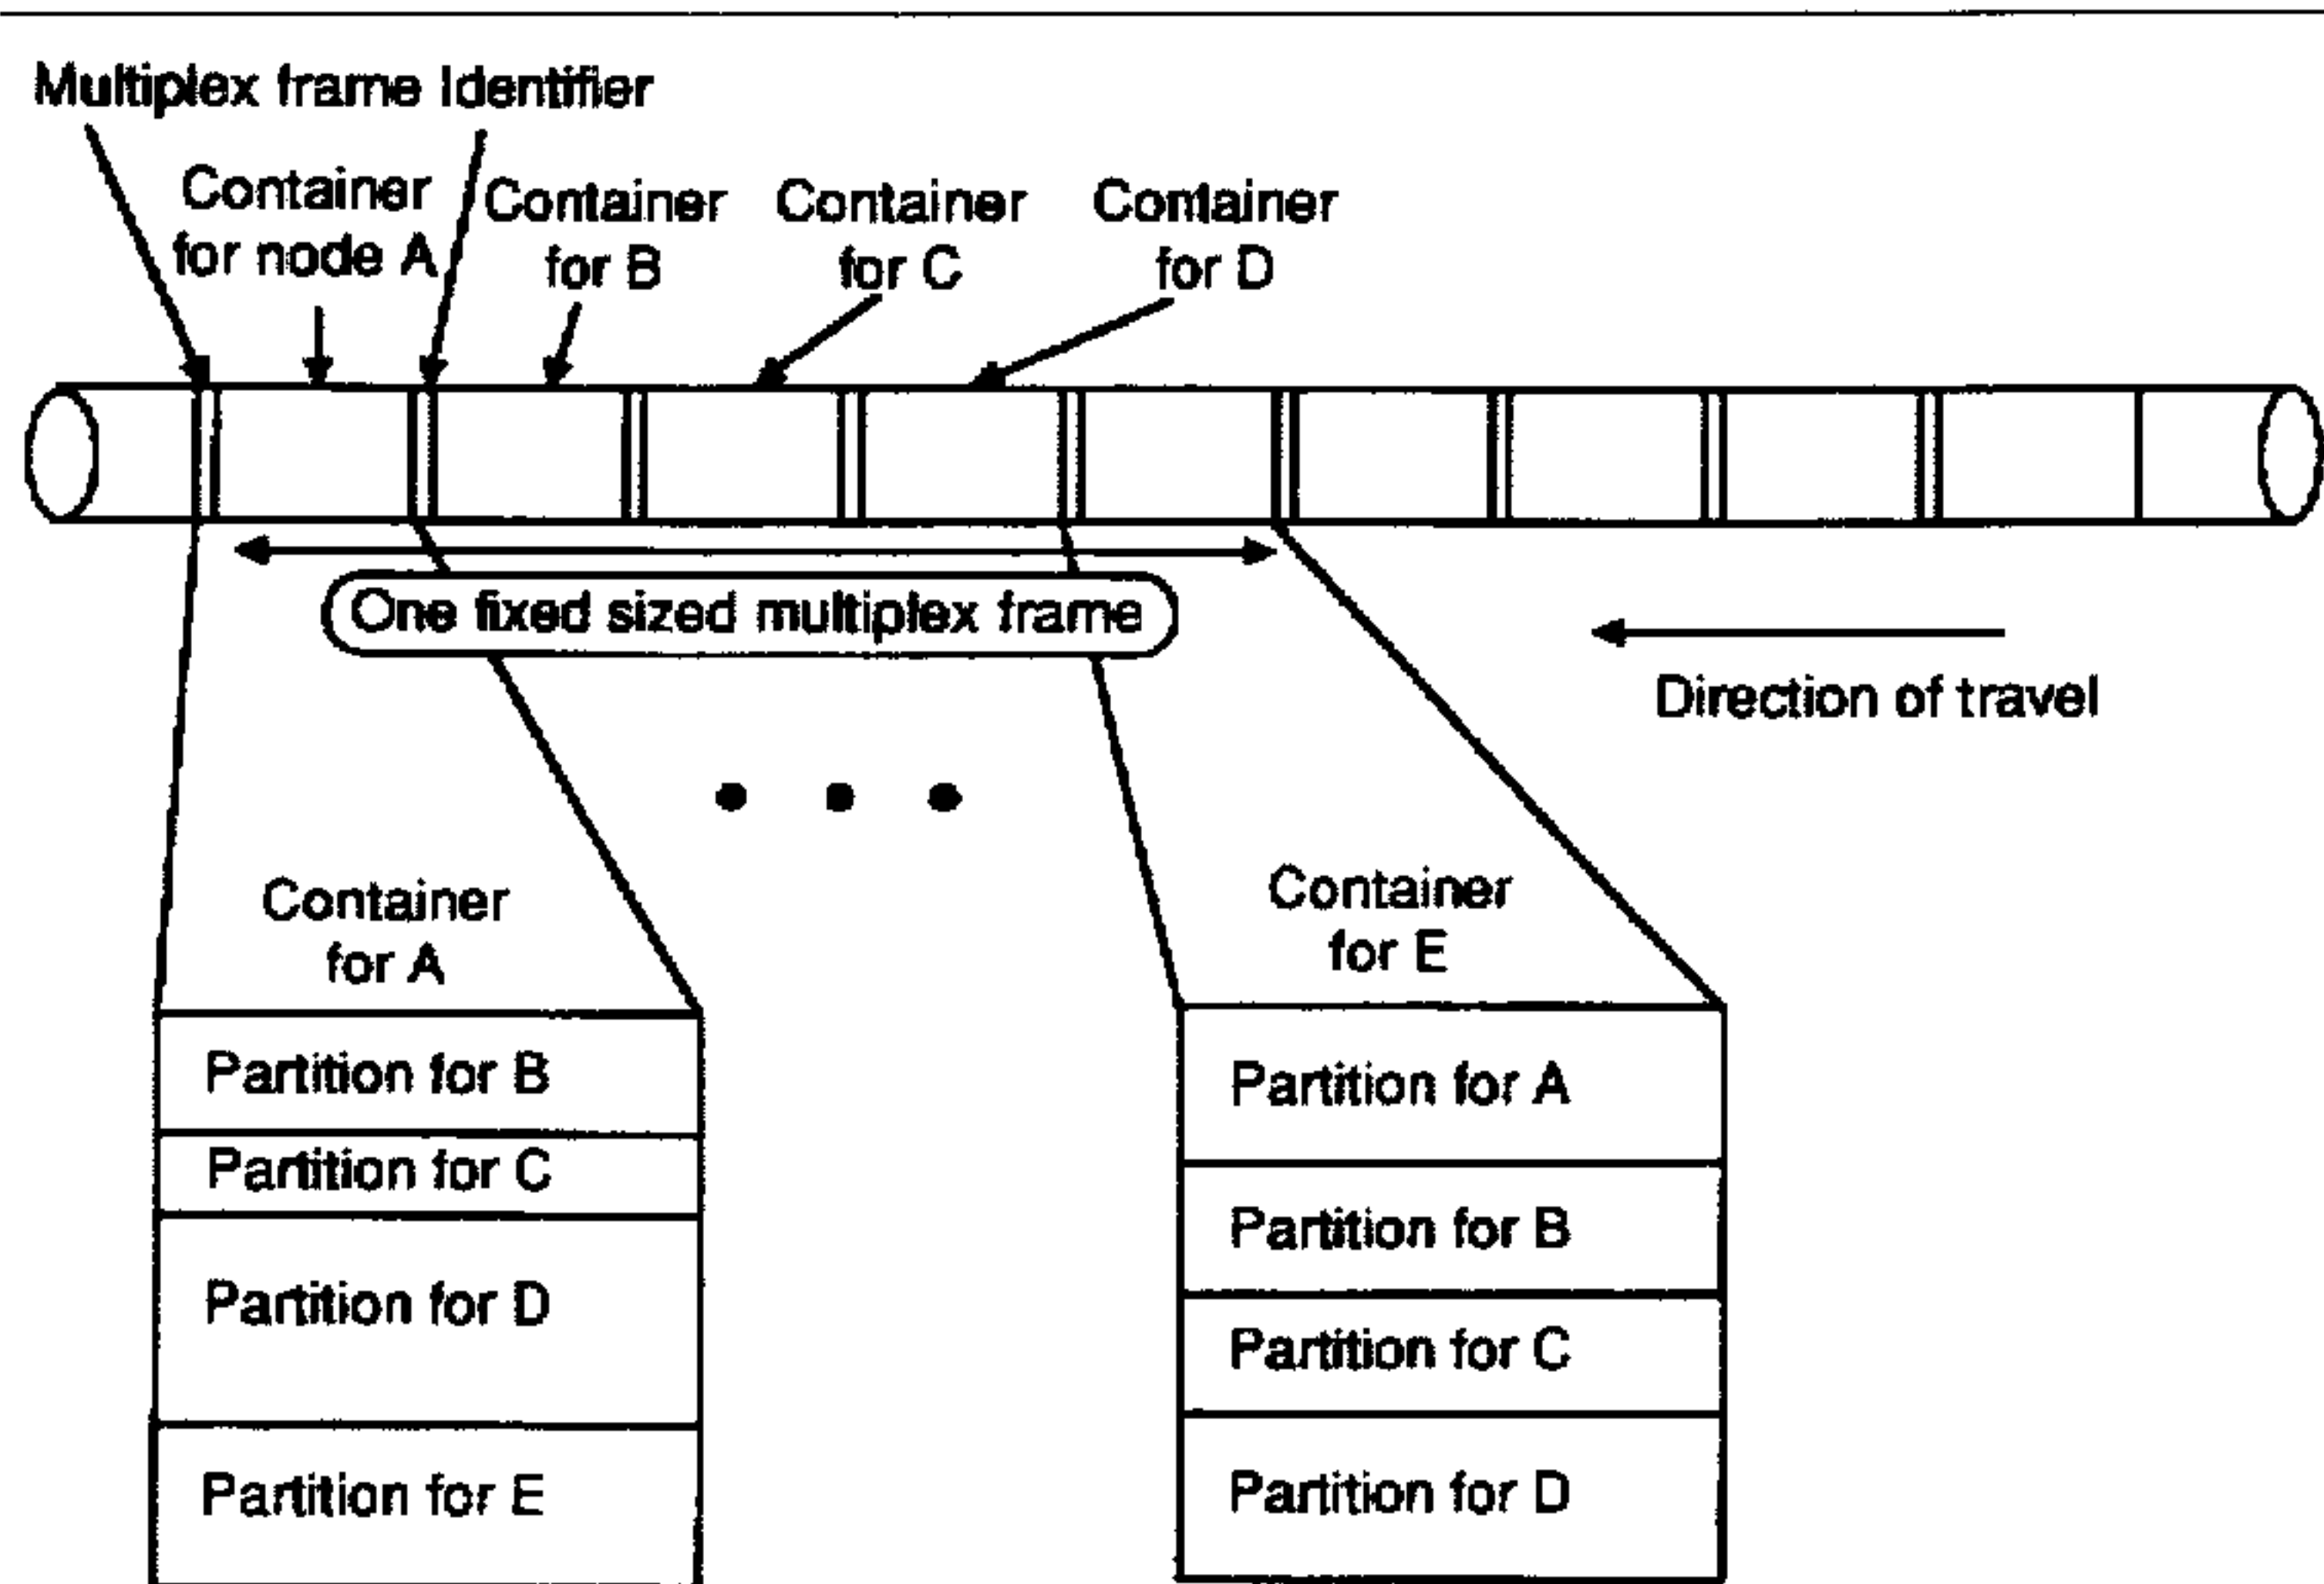 Multiplex frame Identifier
Container
for node A
Container
for B
Container
for C
Container
for D
One fixed sized multiplex frame
Direction of travel
Container
for A
Partition for B
Partition for C
Partition for D
Partition for E
Container
for E
Partition for A
Partition for B
Partition for C
Partition for D